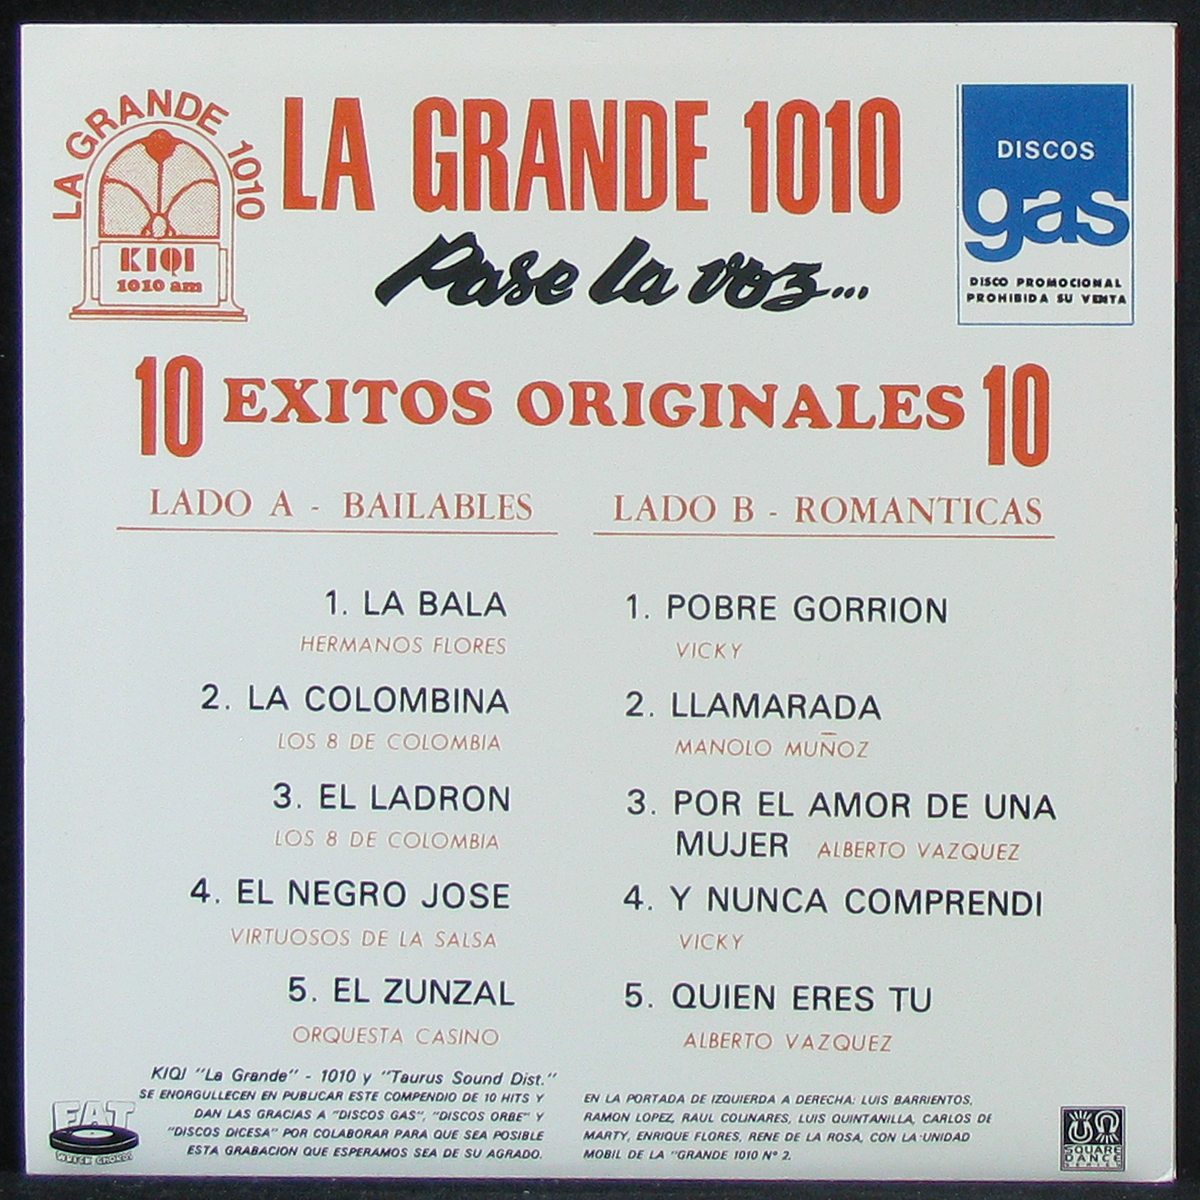 LA GRANDE 1010
KIQI
1010 am
LA GRANDE 1010
Pase la voz...
DISCOS
gas
DISCO PROMOCIONAL
PROHIBIDA SU VENTA
10 EXITOS ORIGINALES 10
LADO A - BAILABLES
1. LA BALA
HERMANOS FLORES
2. LA COLOMBINA
LOS 8 DE COLOMBIA
3. EL LADRON
LOS 8 DE COLOMBIA
4. EL NEGRO JOSE
VIRTUOSOS DE LA SALSA
5. EL ZUNZAL
ORQUESTA CASINO
LADO B - ROMANTICAS
1. POBRE GORRION
VICKY
2. LLAMARADA
MANOLO MUÑOZ
3. POR EL AMOR DE UNA
MUJER ALBERTO VAZQUEZ
4. Y NUNCA COMPRENDI
VICKY
5. QUIEN ERES TU
ALBERTO VAZQUEZ
KIQI "La Grande" - 1010 y "Taurus Sound Dist."
SE ENORGULLECEN EN PUBLICAR ESTE COMPENDIO DE 10 HITS Y
DAN LAS GRACIAS A "DISCOS GAS", "DISCOS ORBE" Y
"DISCOS DICESA" POR COLABORAR PARA QUE SEA POSIBLE
ESTA GRABACION QUE ESPERAMOS SEA DE SU AGRADO.
EN LA PORTADA DE IZQUIERDA A DERECHA: LUIS BARRIENTOS,
RAMON LOPEZ, RAUL COLINARES, LUIS QUINTANILLA, CARLOS DE
MARTY, ENRIQUE FLORES, RENE DE LA ROSA, CON LA UNIDAD
MOBIL DE LA "GRANDE 1010 Nº 2.
FAT
WRECK CHORDS
SQUARE
DANCE
SERIES